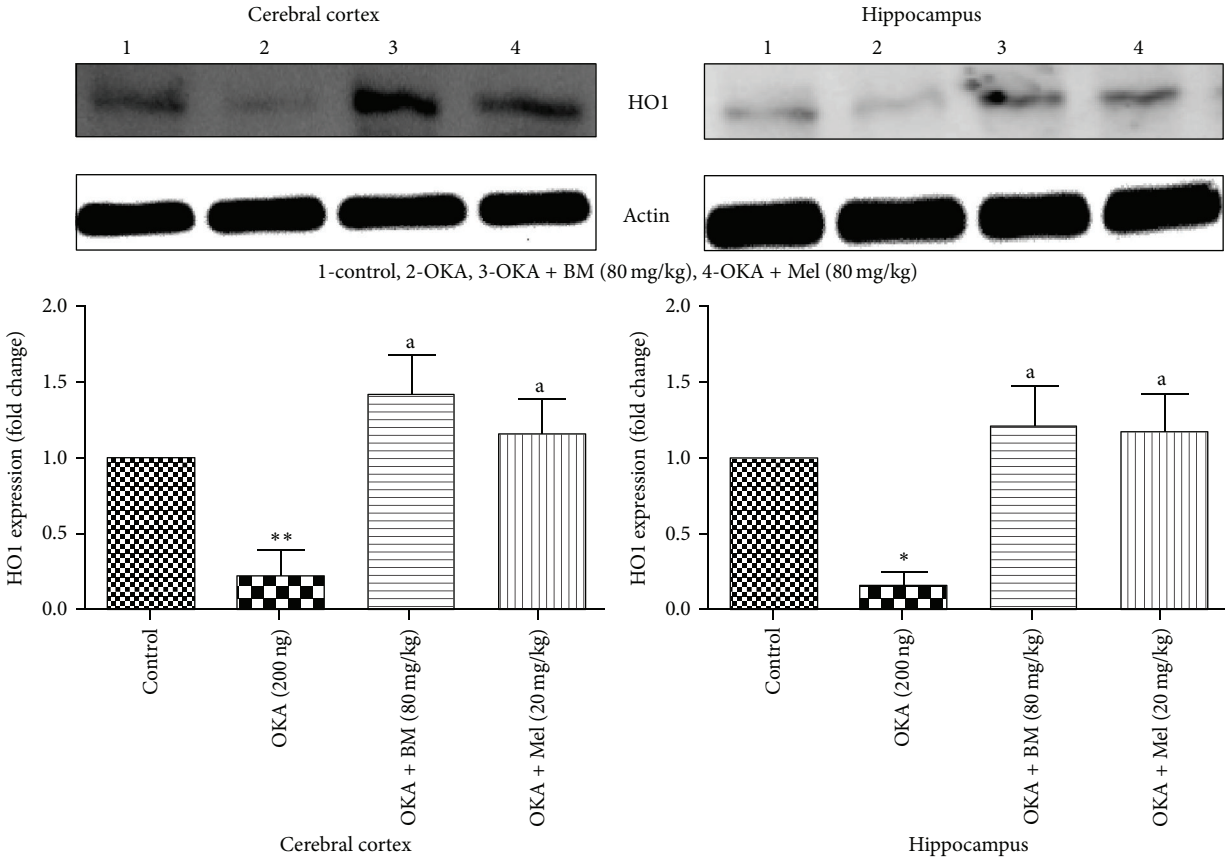 Cerebral cortex
1 2 3 4
Hippocampus
1 2 3 4
HO1
Actin
1-control, 2-OKA, 3-OKA + BM (80 mg/kg), 4-OKA + Mel (80 mg/kg)
HO1 expression (fold change)
2.0
1.5
1.0
0.5
0.0
**
a
a
Control
OKA (200 ng)
OKA + BM (80 mg/kg)
OKA + Mel (20 mg/kg)
Cerebral cortex
HO1 expression (fold change)
2.0
1.5
1.0
0.5
0.0
*
a
a
Control
OKA (200 ng)
OKA + BM (80 mg/kg)
OKA + Mel (20 mg/kg)
Hippocampus